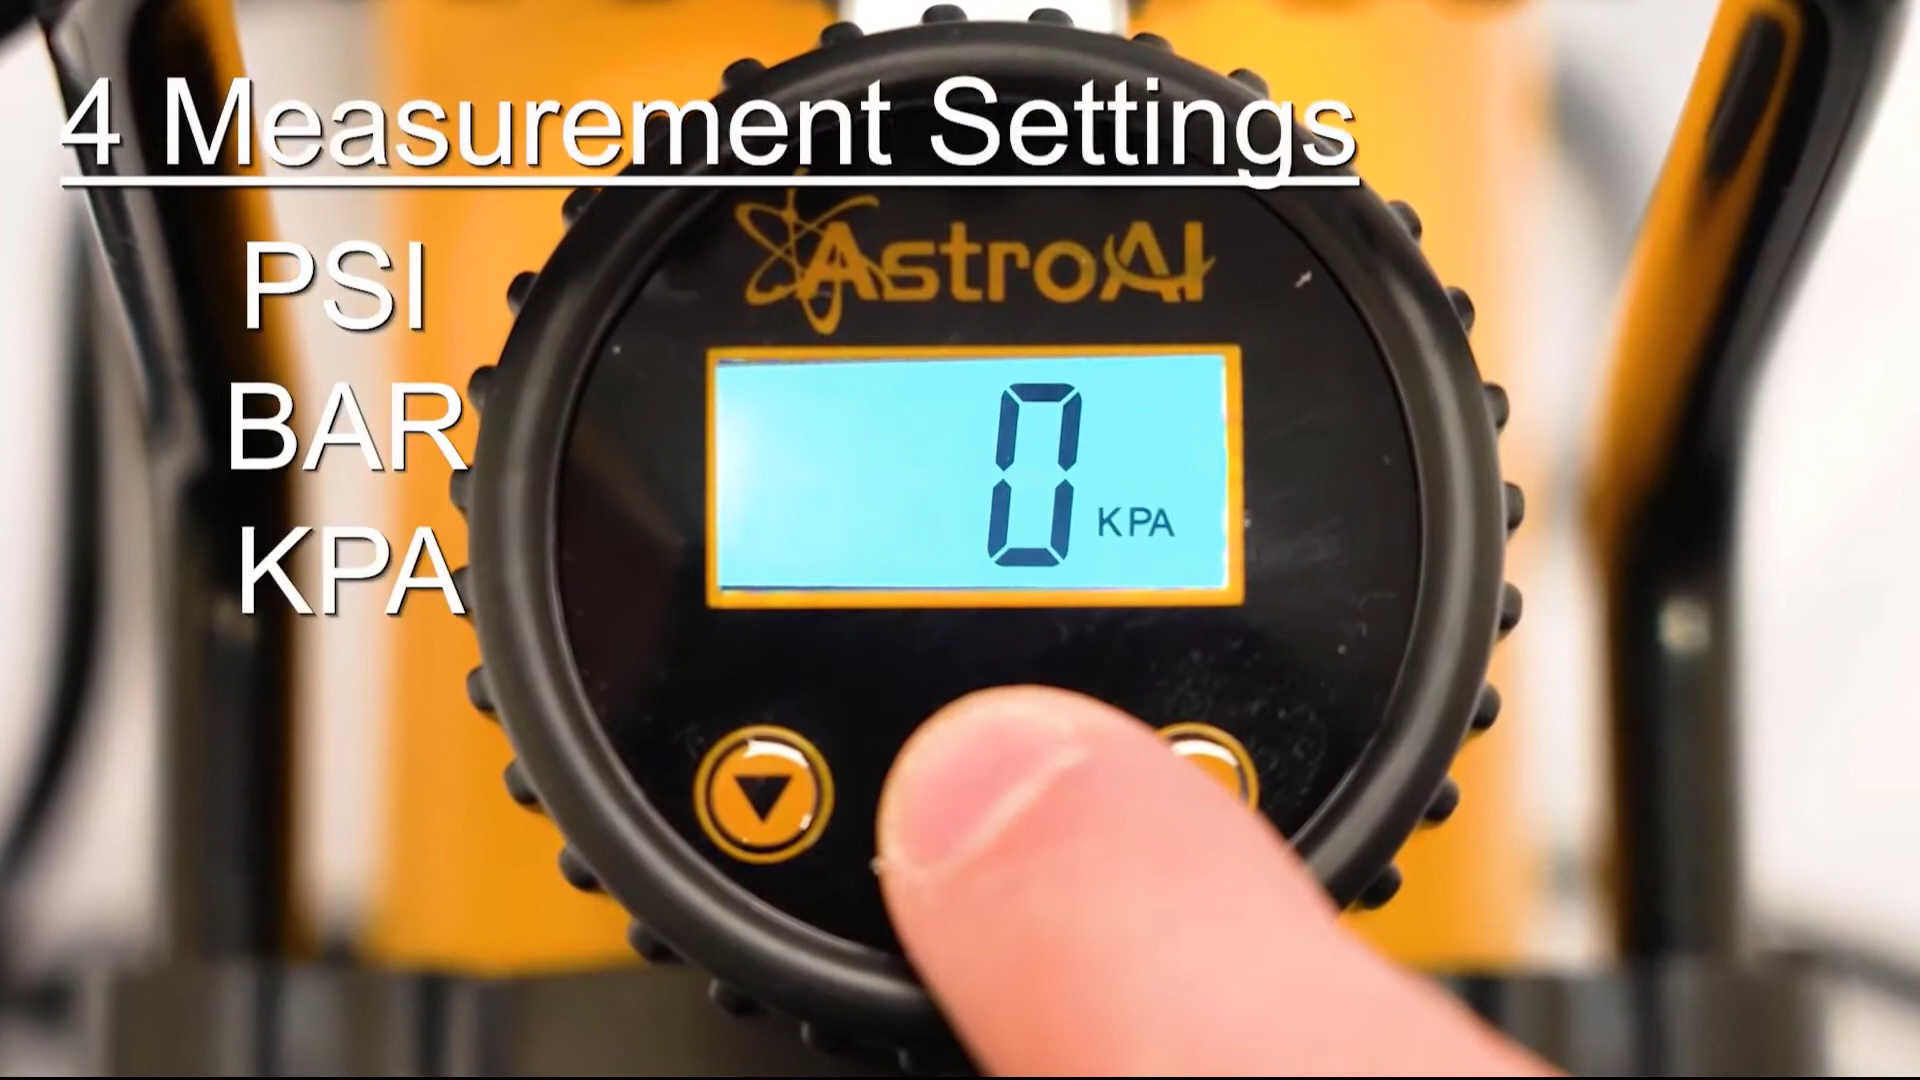 4 Measurement Settings
PSI
BAR
KPA
AstroAI
0 KPA